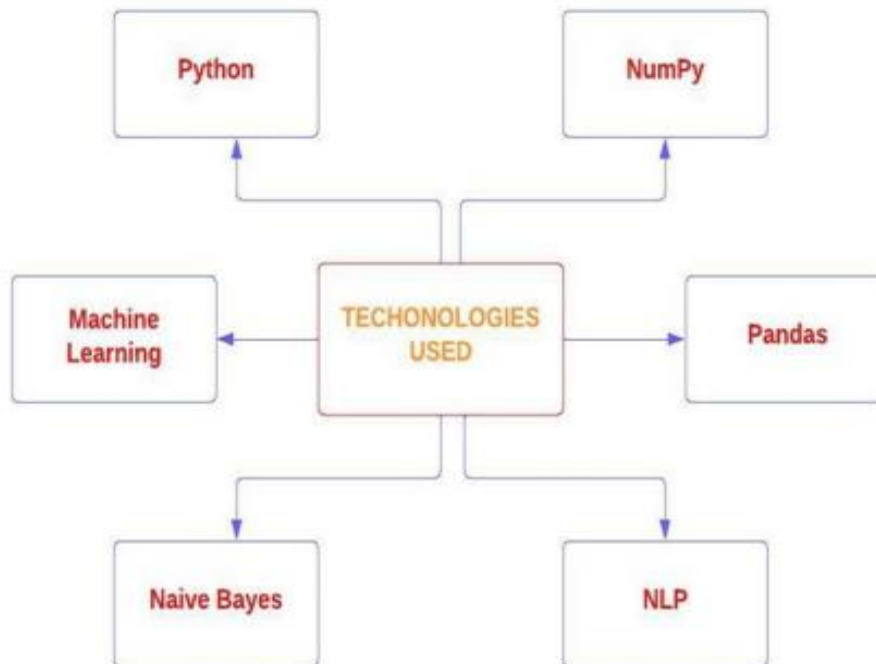 Python
NumPy
Machine
Learning
TECHONOLOGIES
USED
Pandas
Naive Bayes
NLP